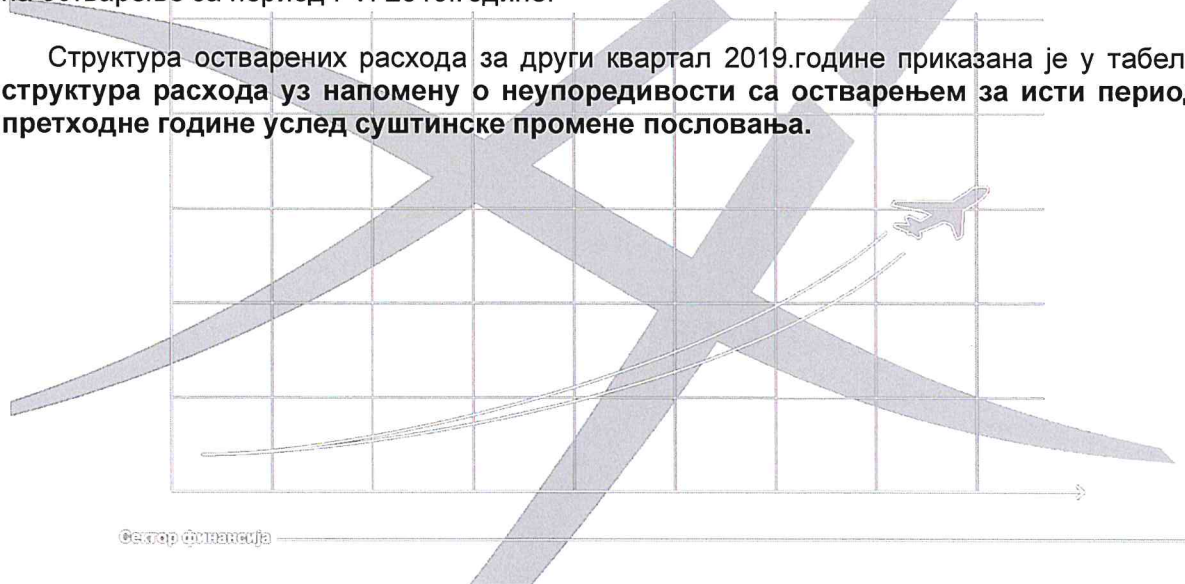 Структура остварених расхода за други квартал 2019.године приказана је у табел
структура расхода уз напомену о неупоредивости са остварењем за исти период
претходне године услед суштинске промене пословања.
Сектор финансија